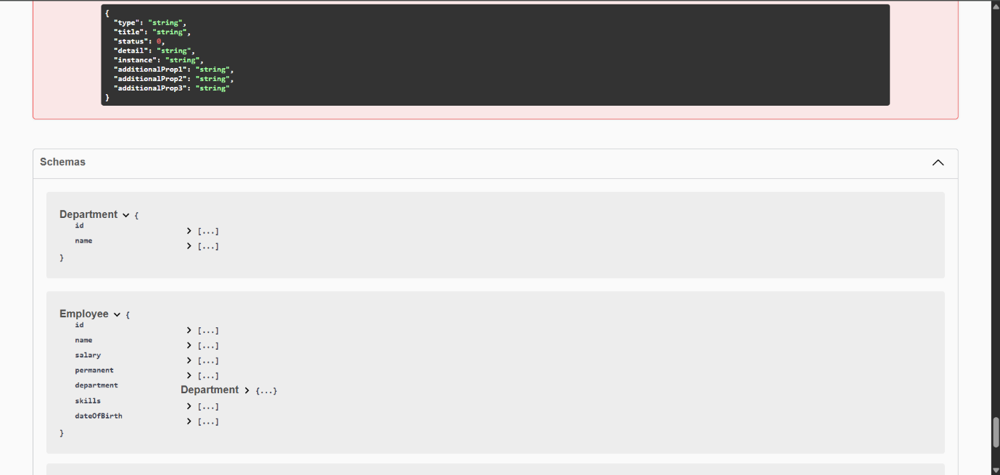 {
"type": "string",
"title": "string",
"status": 0,
"detail": "string",
"instance": "string",
"additionalProp1": "string",
"additionalProp2": "string",
"additionalProp3": "string"
}
Schemas
Department {
id [...]
name [...]
}
Employee {
id [...]
name [...]
salary [...]
permanent [...]
department Department {...}
skills [...]
dateOfBirth [...]
}